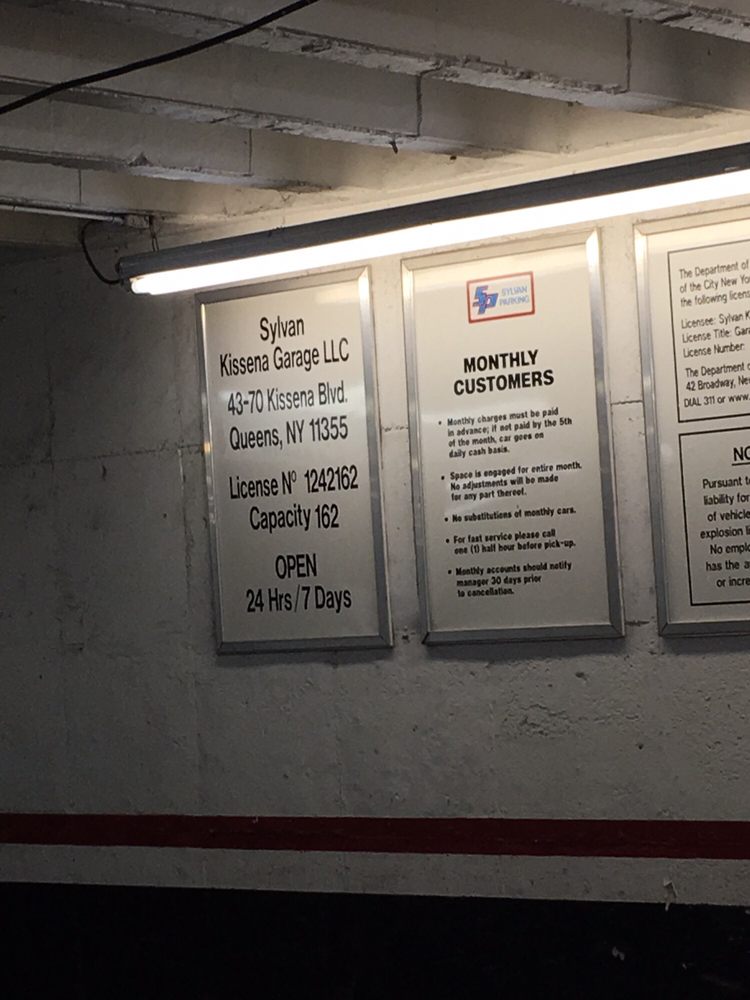 Sylvan
Kissena Garage LLC
43-70 Kissena Blvd.
Queens, NY 11355
License Nº 1242162
Capacity 162
OPEN
24 Hrs/7 Days
SP SYLVAN
PARKING
MONTHLY
CUSTOMERS
• Monthly charges must be paid
in advance; if not paid by the 5th
of the month, car goes on
daily cash basis.
• Space is engaged for entire month.
No adjustments will be made
for any part thereof.
• No substitutions of monthly cars.
• For fast service please call
one (1) half hour before pick-up.
• Monthly accounts should notify
manager 30 days prior
to cancellation.
The Department of
of the City New Yo
the following licens
Licensee: Sylvan K
License Title: Gara
License Number:
The Department o
42 Broadway, Ne
DIAL 311 or www.
NO
Pursuant t
liability for
of vehicle
explosion li
No emplo
has the a
or incre